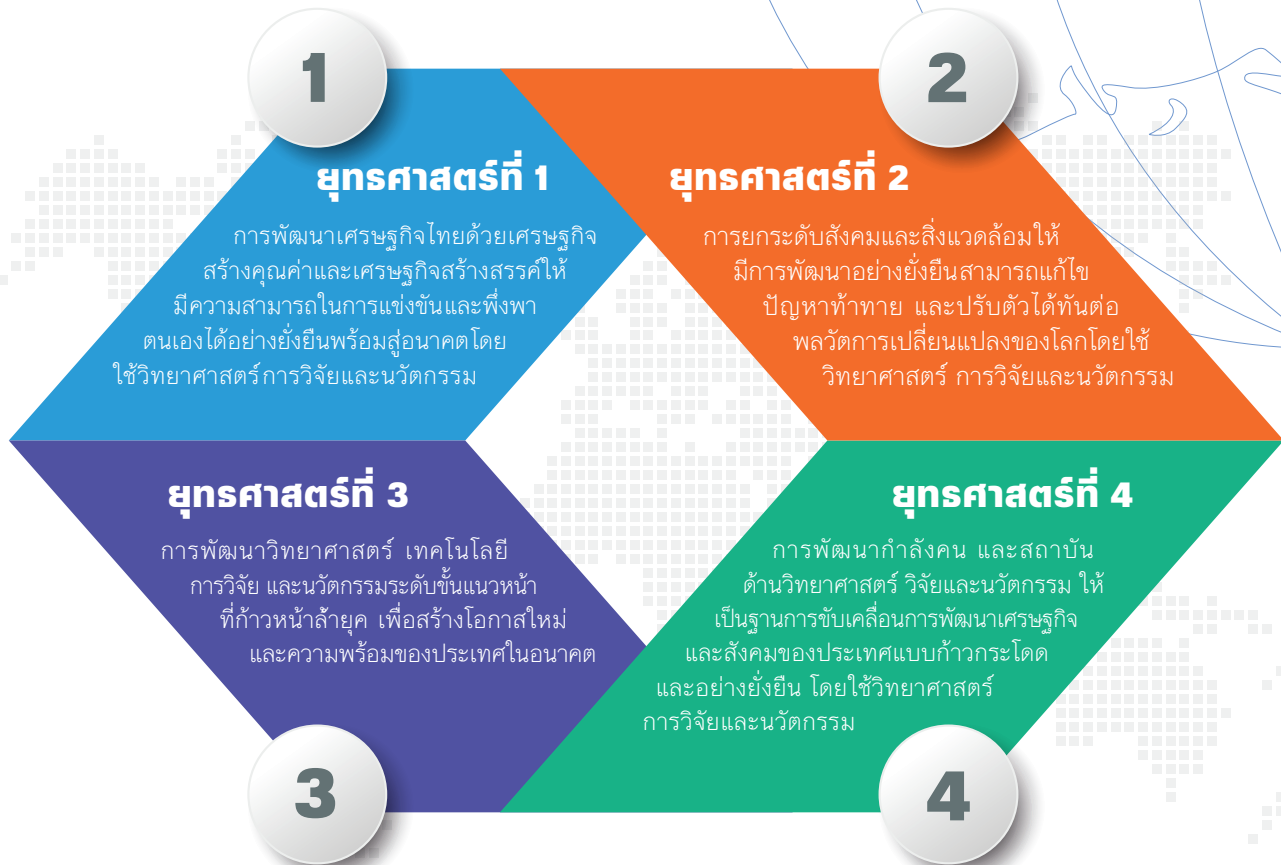 1
ยุทธศาสตร์ที่ 1
การพัฒนาเศรษฐกิจไทยด้วยเศรษฐกิจ
สร้างคุณค่าและเศรษฐกิจสร้างสรรค์ให้
มีความสามารถในการแข่งขันและพึ่งพา
ตนเองได้อย่างยั่งยืนพร้อมสู่อนาคตโดย
ใช้วิทยาศาสตร์การวิจัยและนวัตกรรม
2
ยุทธศาสตร์ที่ 2
การยกระดับสังคมและสิ่งแวดล้อมให้
มีการพัฒนาอย่างยั่งยืนสามารถแก้ไข
ปัญหาท้าทาย และปรับตัวได้ทันต่อ
พลวัตการเปลี่ยนแปลงของโลกโดยใช้
วิทยาศาสตร์ การวิจัยและนวัตกรรม
ยุทธศาสตร์ที่ 3
การพัฒนาวิทยาศาสตร์ เทคโนโลยี
การวิจัย และนวัตกรรมระดับขั้นแนวหน้า
ที่ก้าวหน้าล้ำยุค เพื่อสร้างโอกาสใหม่
และความพร้อมของประเทศในอนาคต
3
ยุทธศาสตร์ที่ 4
การพัฒนากำลังคน และสถาบัน
ด้านวิทยาศาสตร์ วิจัยและนวัตกรรม ให้
เป็นฐานการขับเคลื่อนการพัฒนาเศรษฐกิจ
และสังคมของประเทศแบบก้าวกระโดด
และอย่างยั่งยืน โดยใช้วิทยาศาสตร์
การวิจัยและนวัตกรรม
4